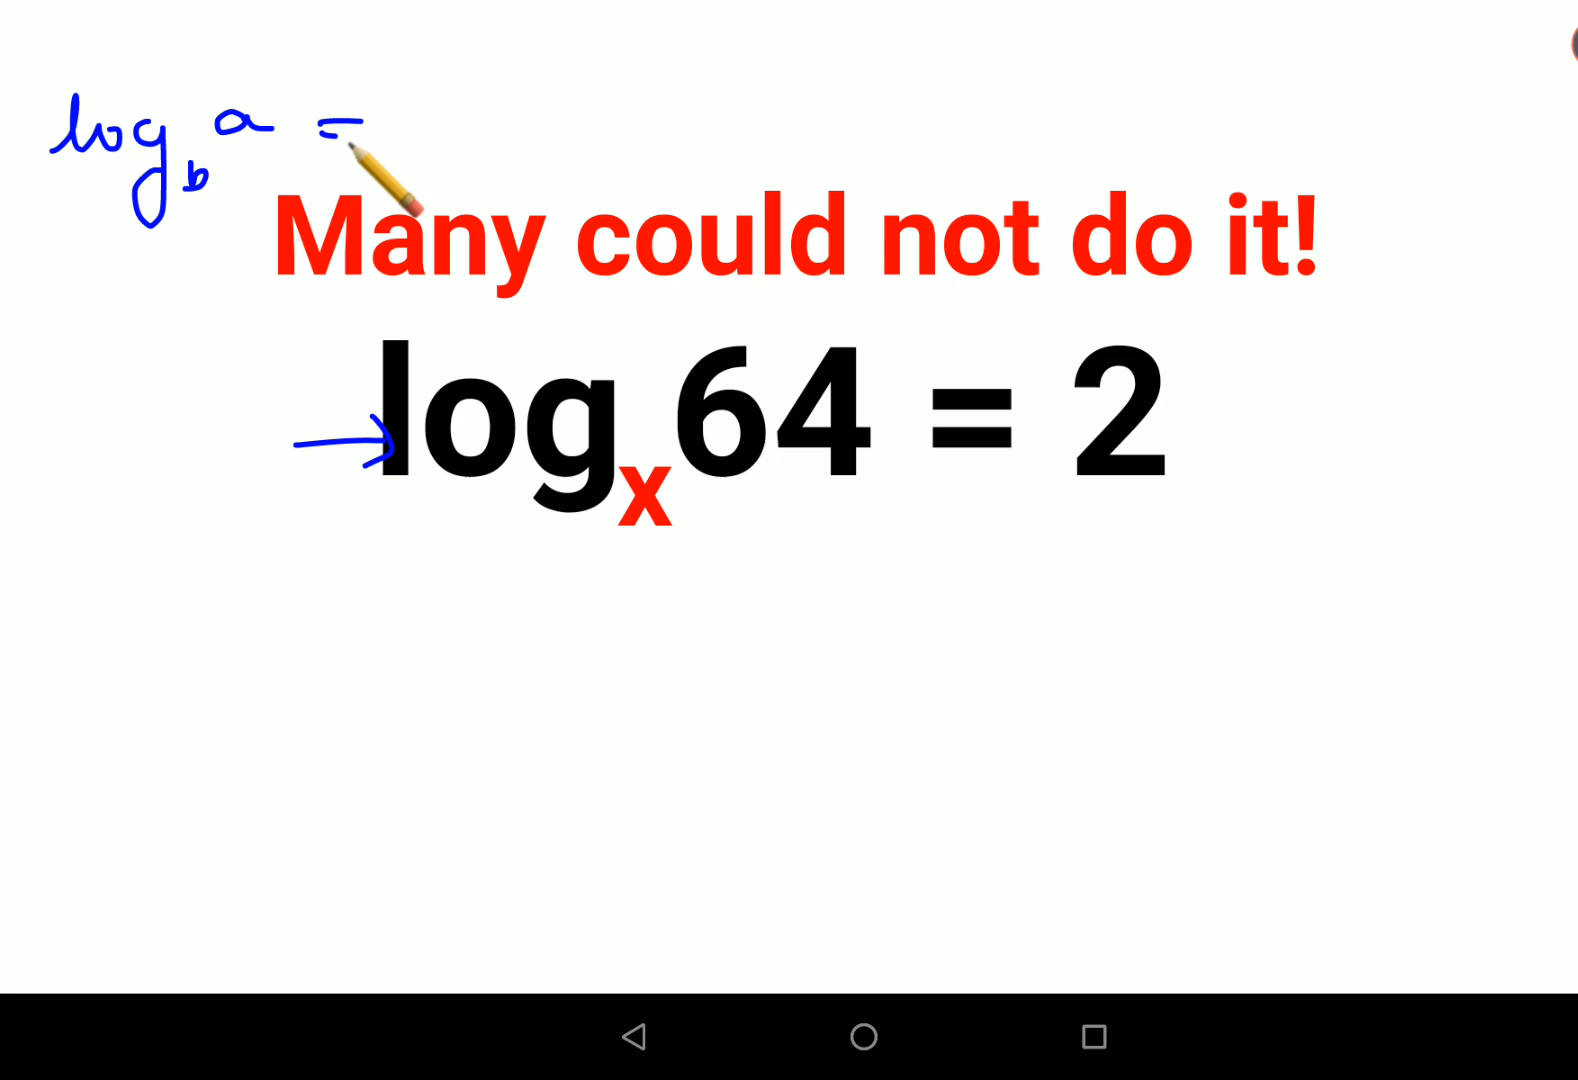 log_b a =
Many could not do it!
log_x 64 = 2